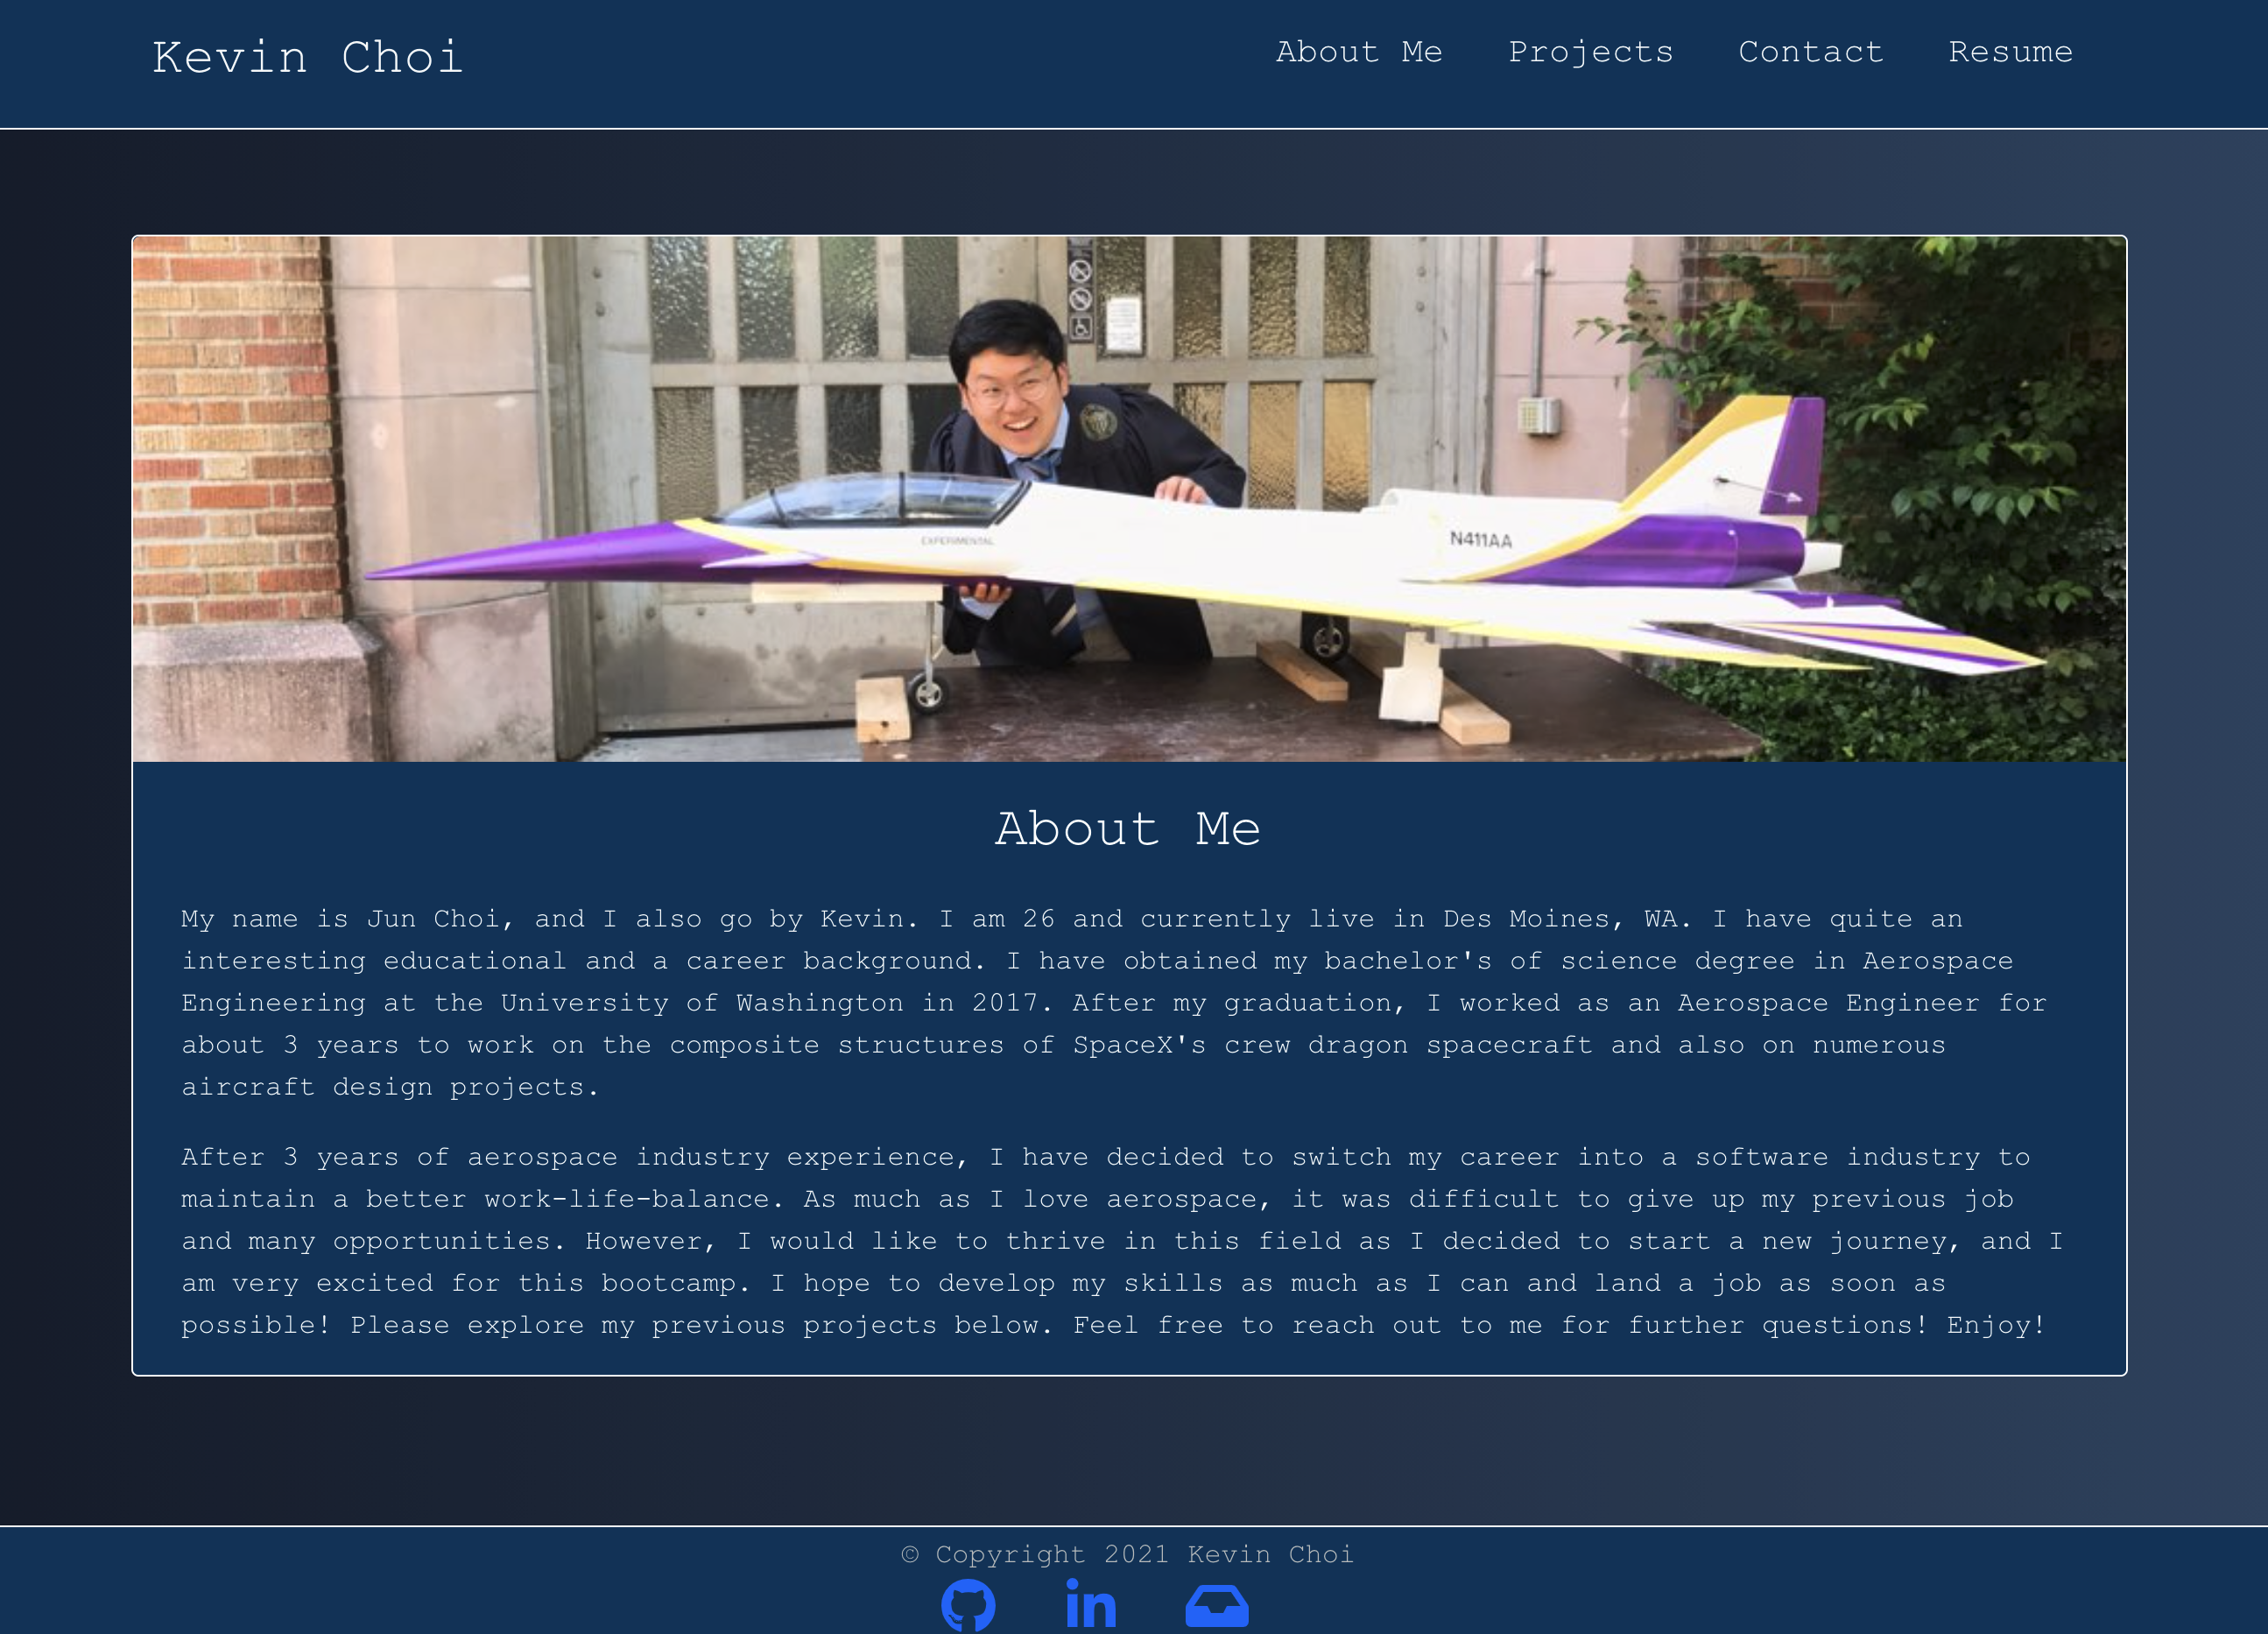 Kevin Choi
About Me
Projects
Contact
Resume
EXPERIMENTAL
N411AA
About Me
My name is Jun Choi, and I also go by Kevin. I am 26 and currently live in Des Moines, WA. I have quite an
interesting educational and a career background. I have obtained my bachelor's of science degree in Aerospace
Engineering at the University of Washington in 2017. After my graduation, I worked as an Aerospace Engineer for
about 3 years to work on the composite structures of SpaceX's crew dragon spacecraft and also on numerous
aircraft design projects.
After 3 years of aerospace industry experience, I have decided to switch my career into a software industry to
maintain a better work-life-balance. As much as I love aerospace, it was difficult to give up my previous job
and many opportunities. However, I would like to thrive in this field as I decided to start a new journey, and I
am very excited for this bootcamp. I hope to develop my skills as much as I can and land a job as soon as
possible! Please explore my previous projects below. Feel free to reach out to me for further questions! Enjoy!
© Copyright 2021 Kevin Choi
in